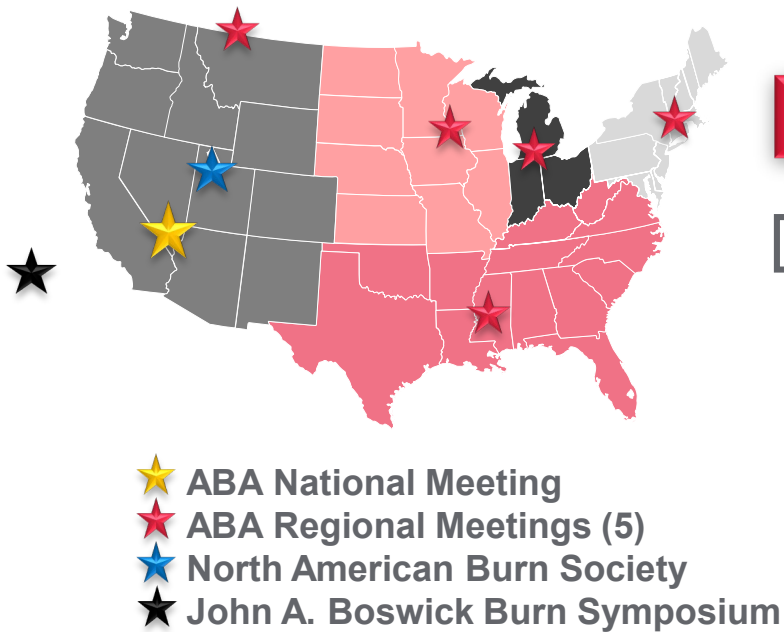 ABA National Meeting
ABA Regional Meetings (5)
North American Burn Society
John A. Boswick Burn Symposium